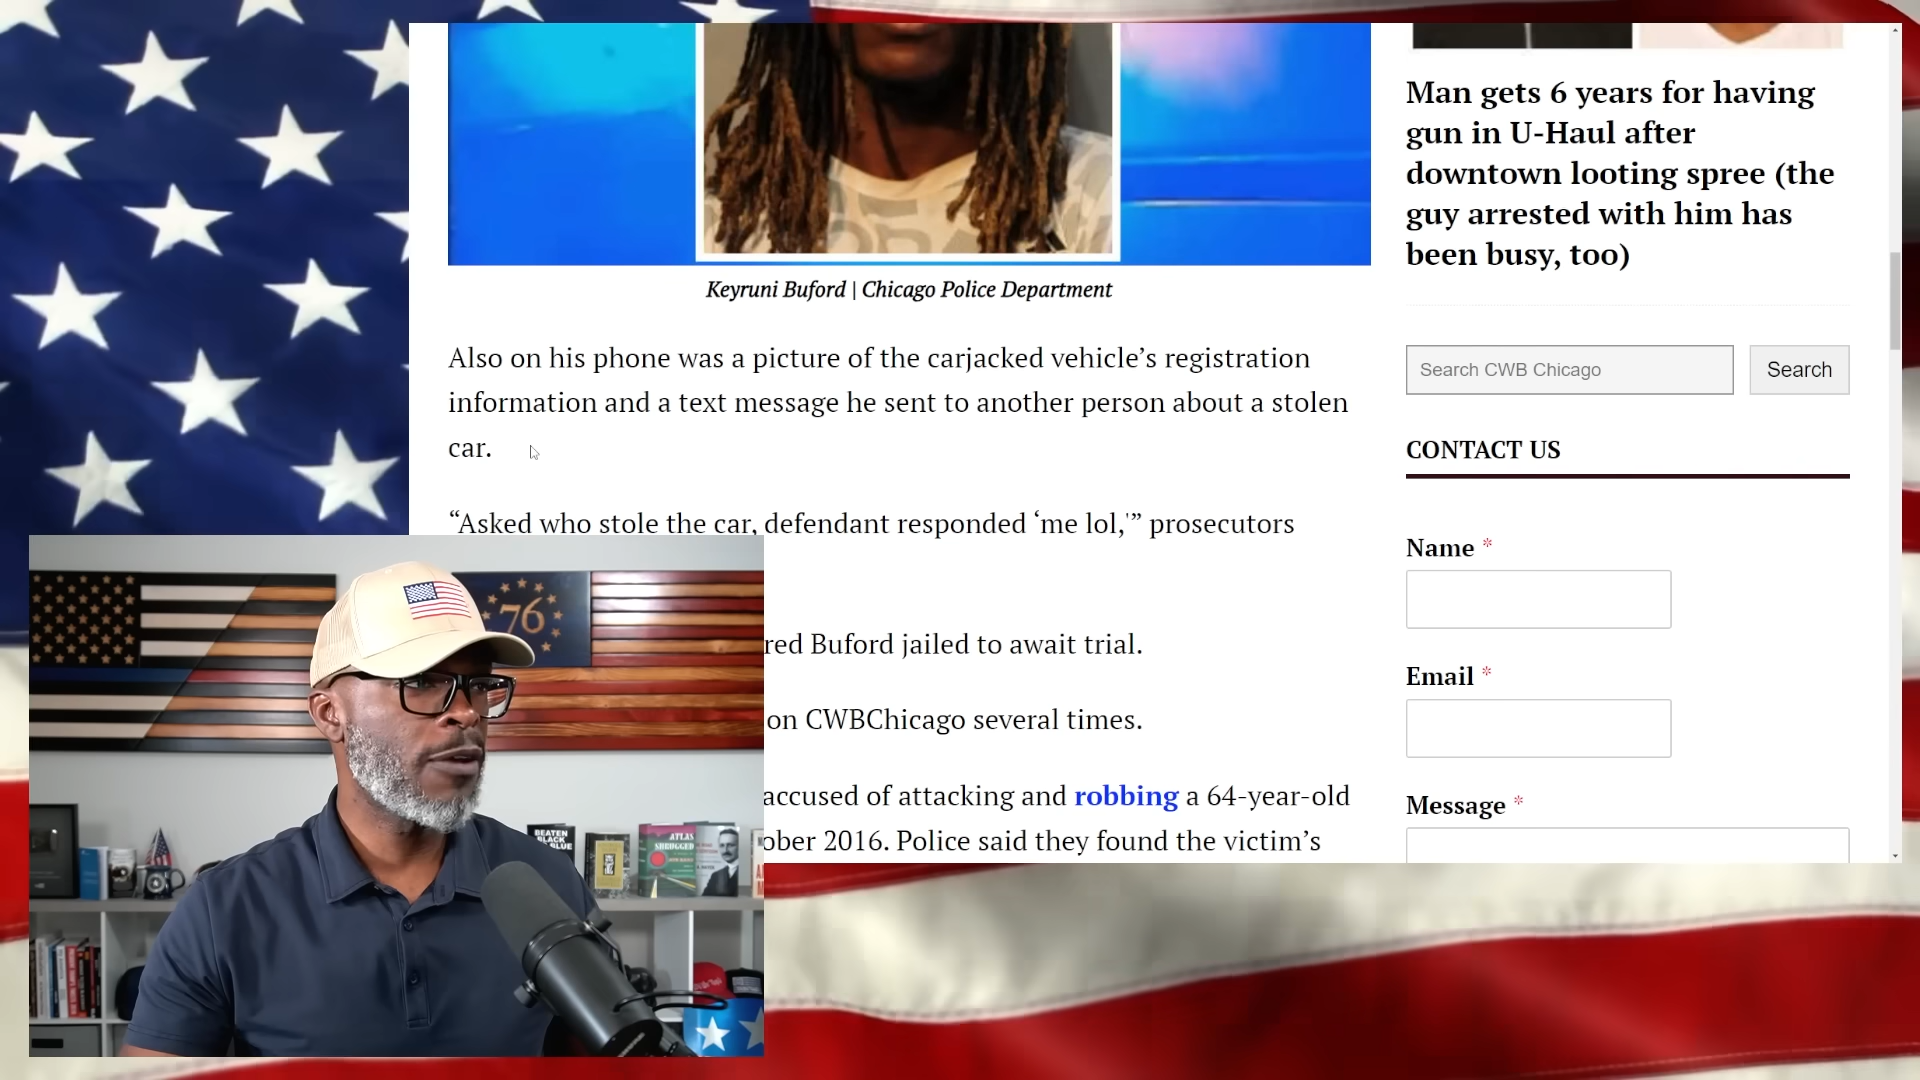 Man gets 6 years for having
gun in U-Haul after
downtown looting spree (the
guy arrested with him has
been busy, too)
Keyruni Buford | Chicago Police Department
Also on his phone was a picture of the carjacked vehicle’s registration
information and a text message he sent to another person about a stolen
car.
“Asked who stole the car, defendant responded ‘me lol,'” prosecutors
red Buford jailed to await trial.
on CWBChicago several times.
accused of attacking and robbing a 64-year-old
ober 2016. Police said they found the victim’s
Search CWB Chicago
Search
CONTACT US
Name *
Email *
Message *
76
BEATEN
BLACK
ATLAS
SHRUGGED